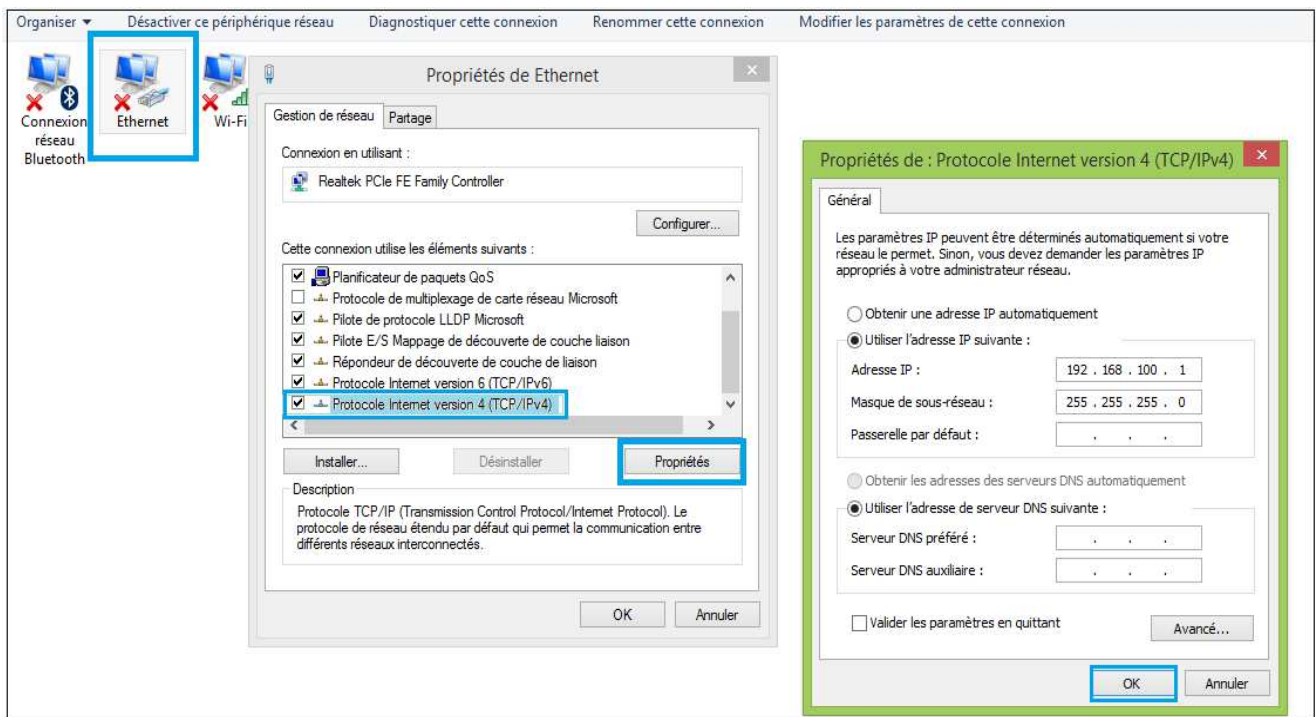 Organiser Désactiver ce périphérique réseau Diagnostiquer cette connexion Renommer cette connexion Modifier les paramètres de cette connexion
Connexion
réseau
Bluetooth
Ethernet
Wi-Fi
Propriétés de Ethernet
Gestion de réseau Partage
Connexion en utilisant :
Realtek PCIe FE Family Controller
Configurer...
Cette connexion utilise les éléments suivants :
Planificateur de paquets QoS
Protocole de multiplexage de carte réseau Microsoft
Pilote de protocole LLDP Microsoft
Pilote E/S Mappage de découverte de couche liaison
Répondeur de découverte de couche de liaison
Protocole Internet version 6 (TCP/IPv6)
Protocole Internet version 4 (TCP/IPv4)
Installer... Désinstaller Propriétés
Description
Protocole TCP/IP (Transmission Control Protocol/Internet Protocol). Le
protocole de réseau étendu par défaut qui permet la communication entre
différents réseaux interconnectés.
OK Annuler
Propriétés de : Protocole Internet version 4 (TCP/IPv4)
Général
Les paramètres IP peuvent être déterminés automatiquement si votre
réseau le permet. Sinon, vous devez demander les paramètres IP
appropriés à votre administrateur réseau.
Obtenir une adresse IP automatiquement
Utiliser l'adresse IP suivante :
Adresse IP : 192 . 168 . 100 . 1
Masque de sous-réseau : 255 . 255 . 255 . 0
Passerelle par défaut : . . .
Obtenir les adresses des serveurs DNS automatiquement
Utiliser l'adresse de serveur DNS suivante :
Serveur DNS préféré : . . .
Serveur DNS auxiliaire : . . .
Valider les paramètres en quittant
Avancé...
OK Annuler